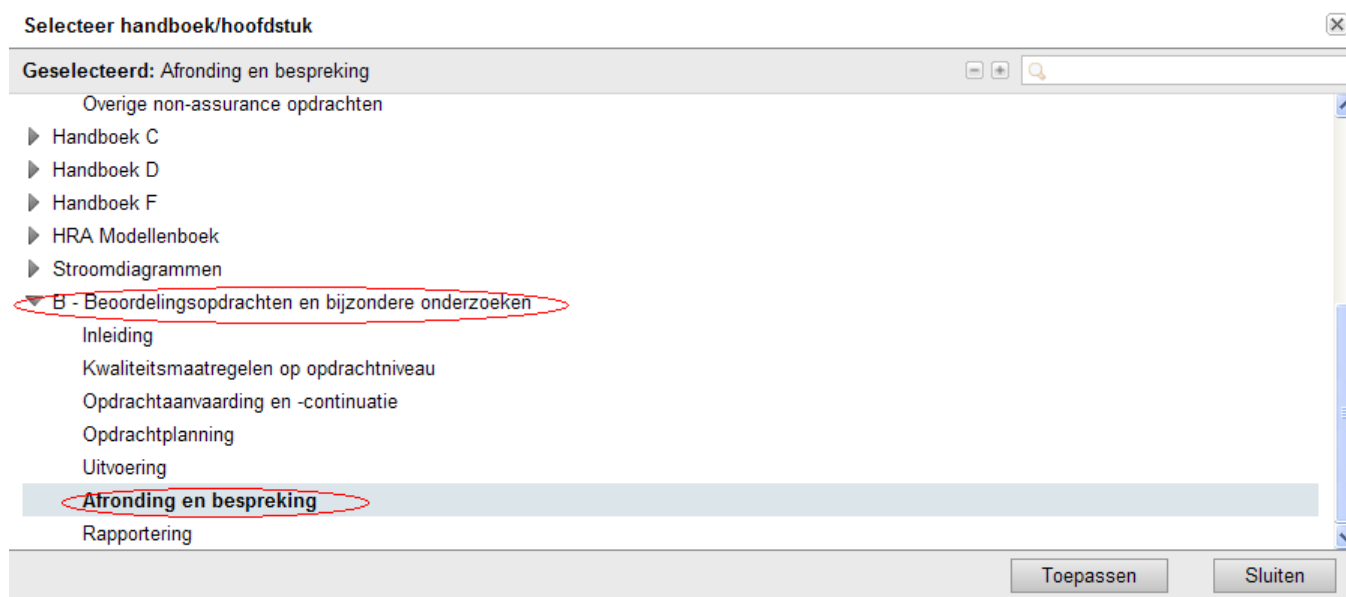 Selecteer handboek/hoofdstuk
Geselecteerd: Afronding en bespreking
Overige non-assurance opdrachten
Handboek C
Handboek D
Handboek F
HRA Modellenboek
Stroomdiagrammen
B - Beoordelingsopdrachten en bijzondere onderzoeken
Inleiding
Kwaliteitsmaatregelen op opdrachtniveau
Opdrachtaanvaarding en -continuatie
Opdrachtplanning
Uitvoering
Afronding en bespreking
Rapportering
Toepassen Sluiten